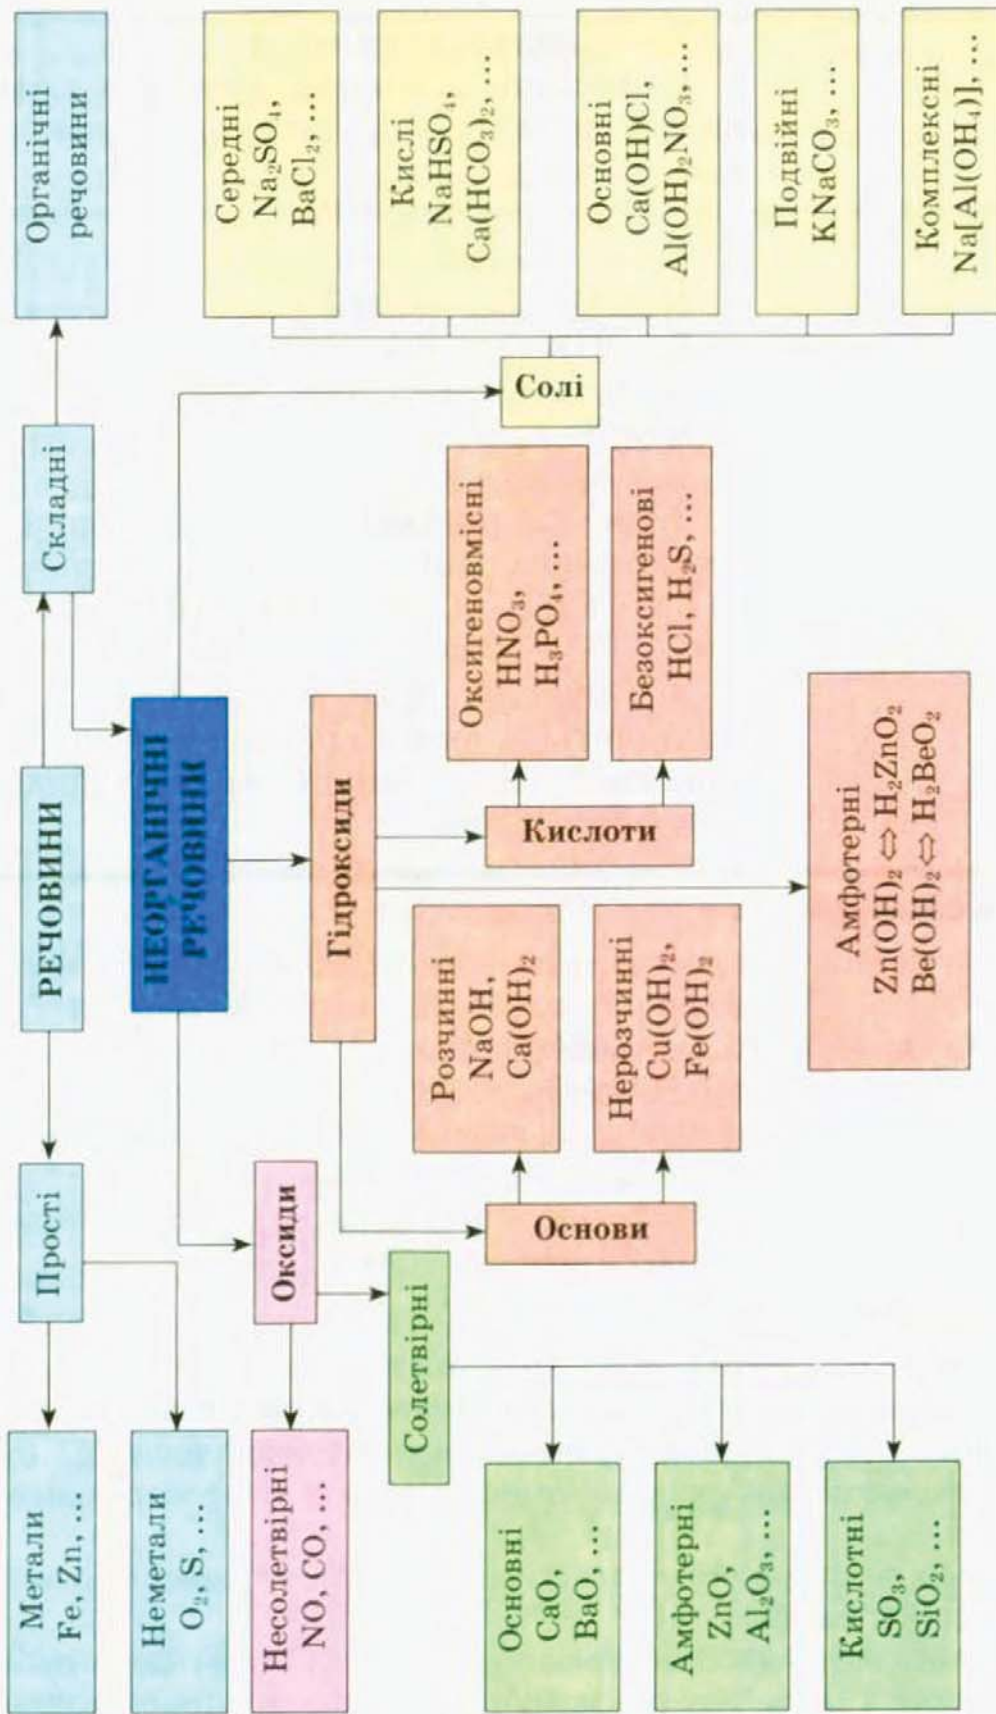 РЕЧОВИНИ
Прості
Складні
Метали
Fe, Zn, …
Неметали
O₂, S, …
Органічні
речовини
НЕОРГАНІЧНІ
РЕЧОВИНИ
Оксиди
Несолетвірні
NO, CO, …
Солетвірні
Основні
CaO,
BaO, …
Амфотерні
ZnO,
Al₂O₃, …
Кислотні
SO₃,
SiO₂, …
Гідроксиди
Основи
Розчинні
NaOH,
Ca(OH)₂
Нерозчинні
Cu(OH)₂,
Fe(OH)₂
Кислоти
Оксигеновмісні
HNO₃,
H₃PO₄, …
Безоксигенові
HCl, H₂S, …
Амфотерні
Zn(OH)₂ ⇔ H₂ZnO₂
Be(OH)₂ ⇔ H₂BeO₂
Солі
Середні
Na₂SO₄,
BaCl₂, …
Кислі
NaHSO₄,
Ca(HCO₃)₂, …
Основні
Ca(OH)Cl,
Al(OH)₂NO₃, …
Подвійні
KNaCO₃, …
Комплексні
Na[Al(OH₄)], …